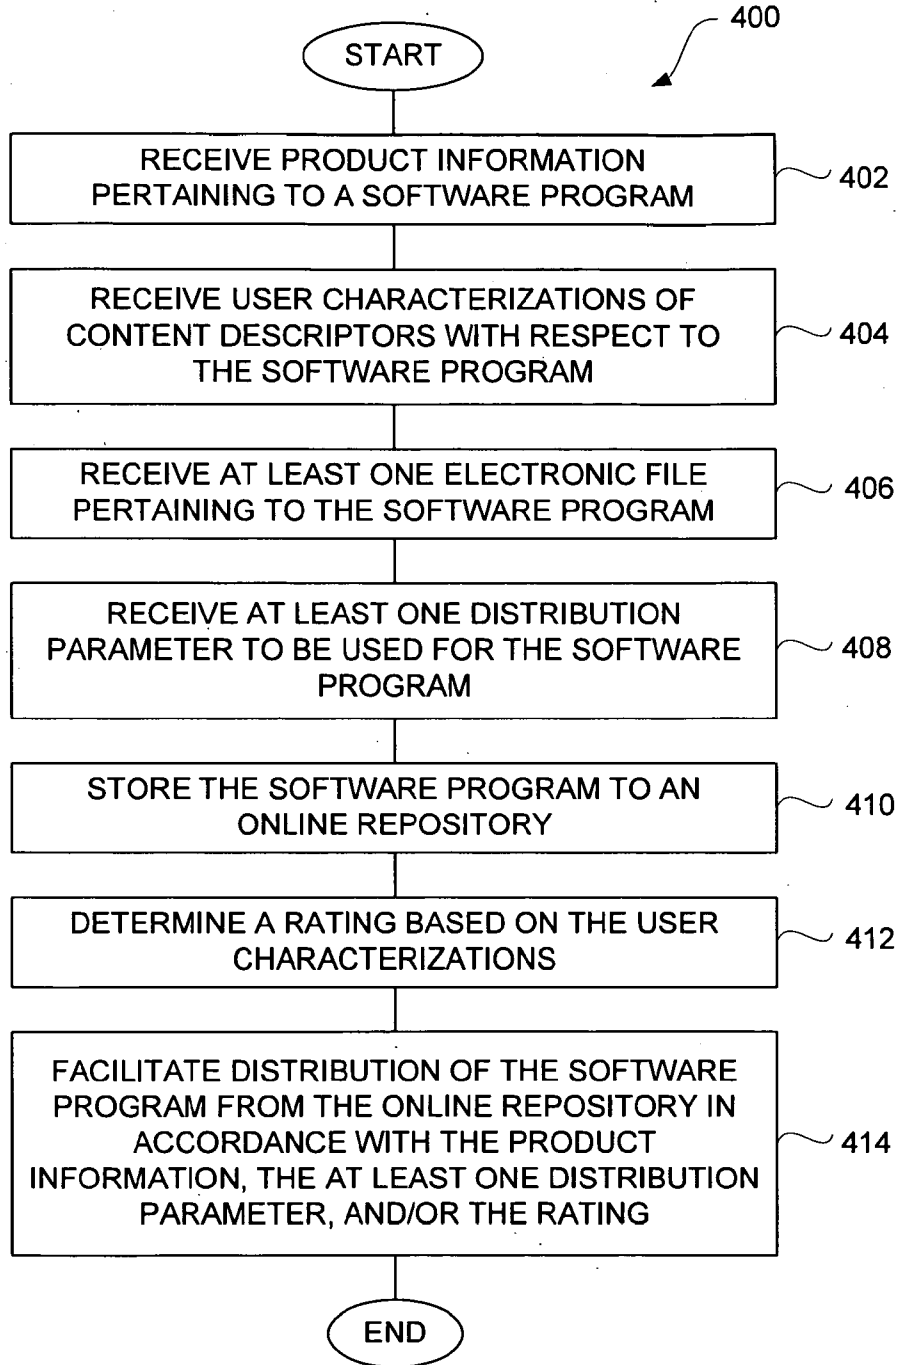 400
START
RECEIVE PRODUCT INFORMATION
PERTAINING TO A SOFTWARE PROGRAM
402
RECEIVE USER CHARACTERIZATIONS OF
CONTENT DESCRIPTORS WITH RESPECT TO
THE SOFTWARE PROGRAM
404
RECEIVE AT LEAST ONE ELECTRONIC FILE
PERTAINING TO THE SOFTWARE PROGRAM
406
RECEIVE AT LEAST ONE DISTRIBUTION
PARAMETER TO BE USED FOR THE SOFTWARE
PROGRAM
408
STORE THE SOFTWARE PROGRAM TO AN
ONLINE REPOSITORY
410
DETERMINE A RATING BASED ON THE USER
CHARACTERIZATIONS
412
FACILITATE DISTRIBUTION OF THE SOFTWARE
PROGRAM FROM THE ONLINE REPOSITORY IN
ACCORDANCE WITH THE PRODUCT
INFORMATION, THE AT LEAST ONE DISTRIBUTION
PARAMETER, AND/OR THE RATING
414
END